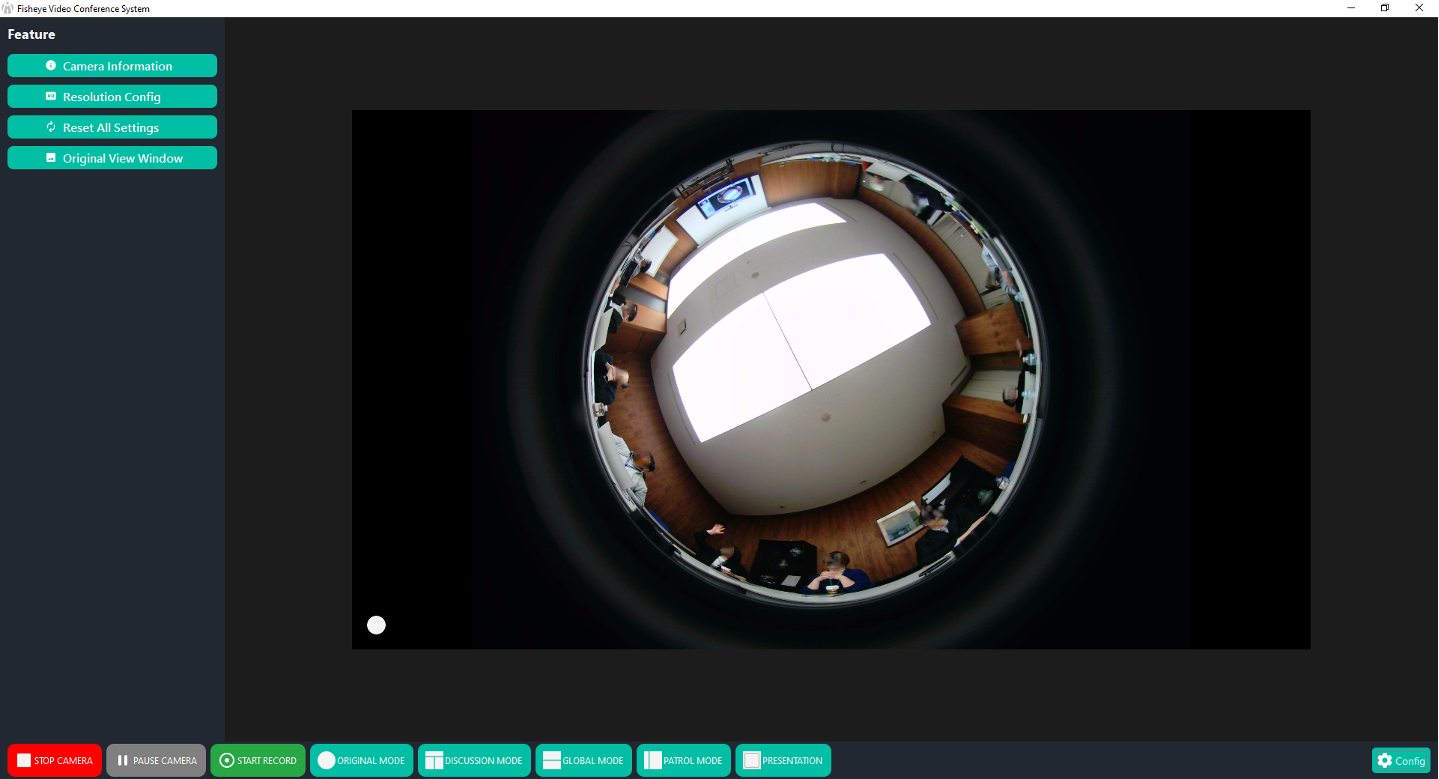 Fisheye Video Conference System
Feature
Camera Information
Resolution Config
Reset All Settings
Original View Window
STOP CAMERA
PAUSE CAMERA
START RECORD
ORIGINAL MODE
DISCUSSION MODE
GLOBAL MODE
PATROL MODE
PRESENTATION
Config